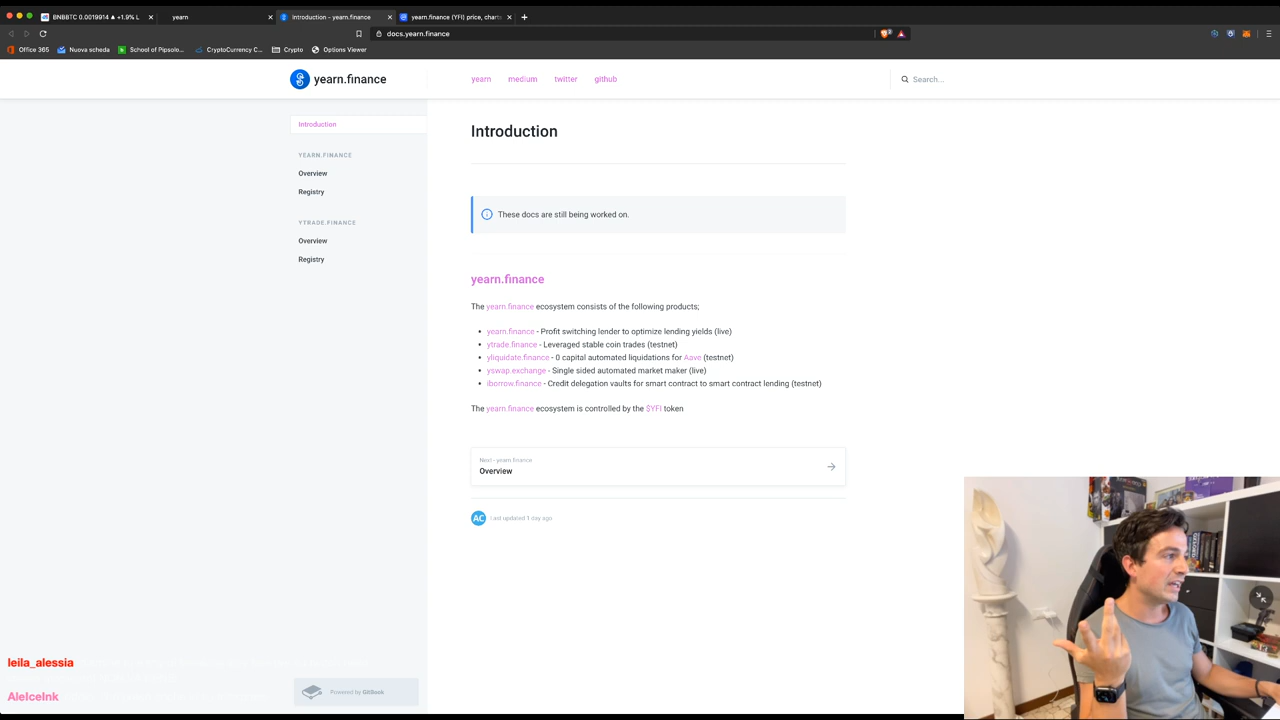 BNBBTC 0.0019914 ▲ +1.9% L
yearn
Introduction - yearn.finance
yearn.finance (YFI) price, charts
docs.yearn.finance
Office 365
Nuova scheda
School of Pipsolo...
CryptoCurrency C...
Crypto
Options Viewer
yearn.finance
yearn
medium
twitter
github
Search...
Introduction
YEARN.FINANCE
Overview
Registry
YTRADE.FINANCE
Overview
Registry
Introduction
These docs are still being worked on.
yearn.finance
The yearn.finance ecosystem consists of the following products;
• yearn.finance - Profit switching lender to optimize lending yields (live)
• ytrade.finance - Leveraged stable coin trades (testnet)
• yliquidate.finance - 0 capital automated liquidations for Aave (testnet)
• yswap.exchange - Single sided automated market maker (live)
• iborrow.finance - Credit delegation vaults for smart contract to smart contract lending (testnet)
The yearn.finance ecosystem is controlled by the $YFI token
Next - yearn.finance
Overview
AC
Last updated 1 day ago
leila_alessia
AleIceInk
Powered by GitBook